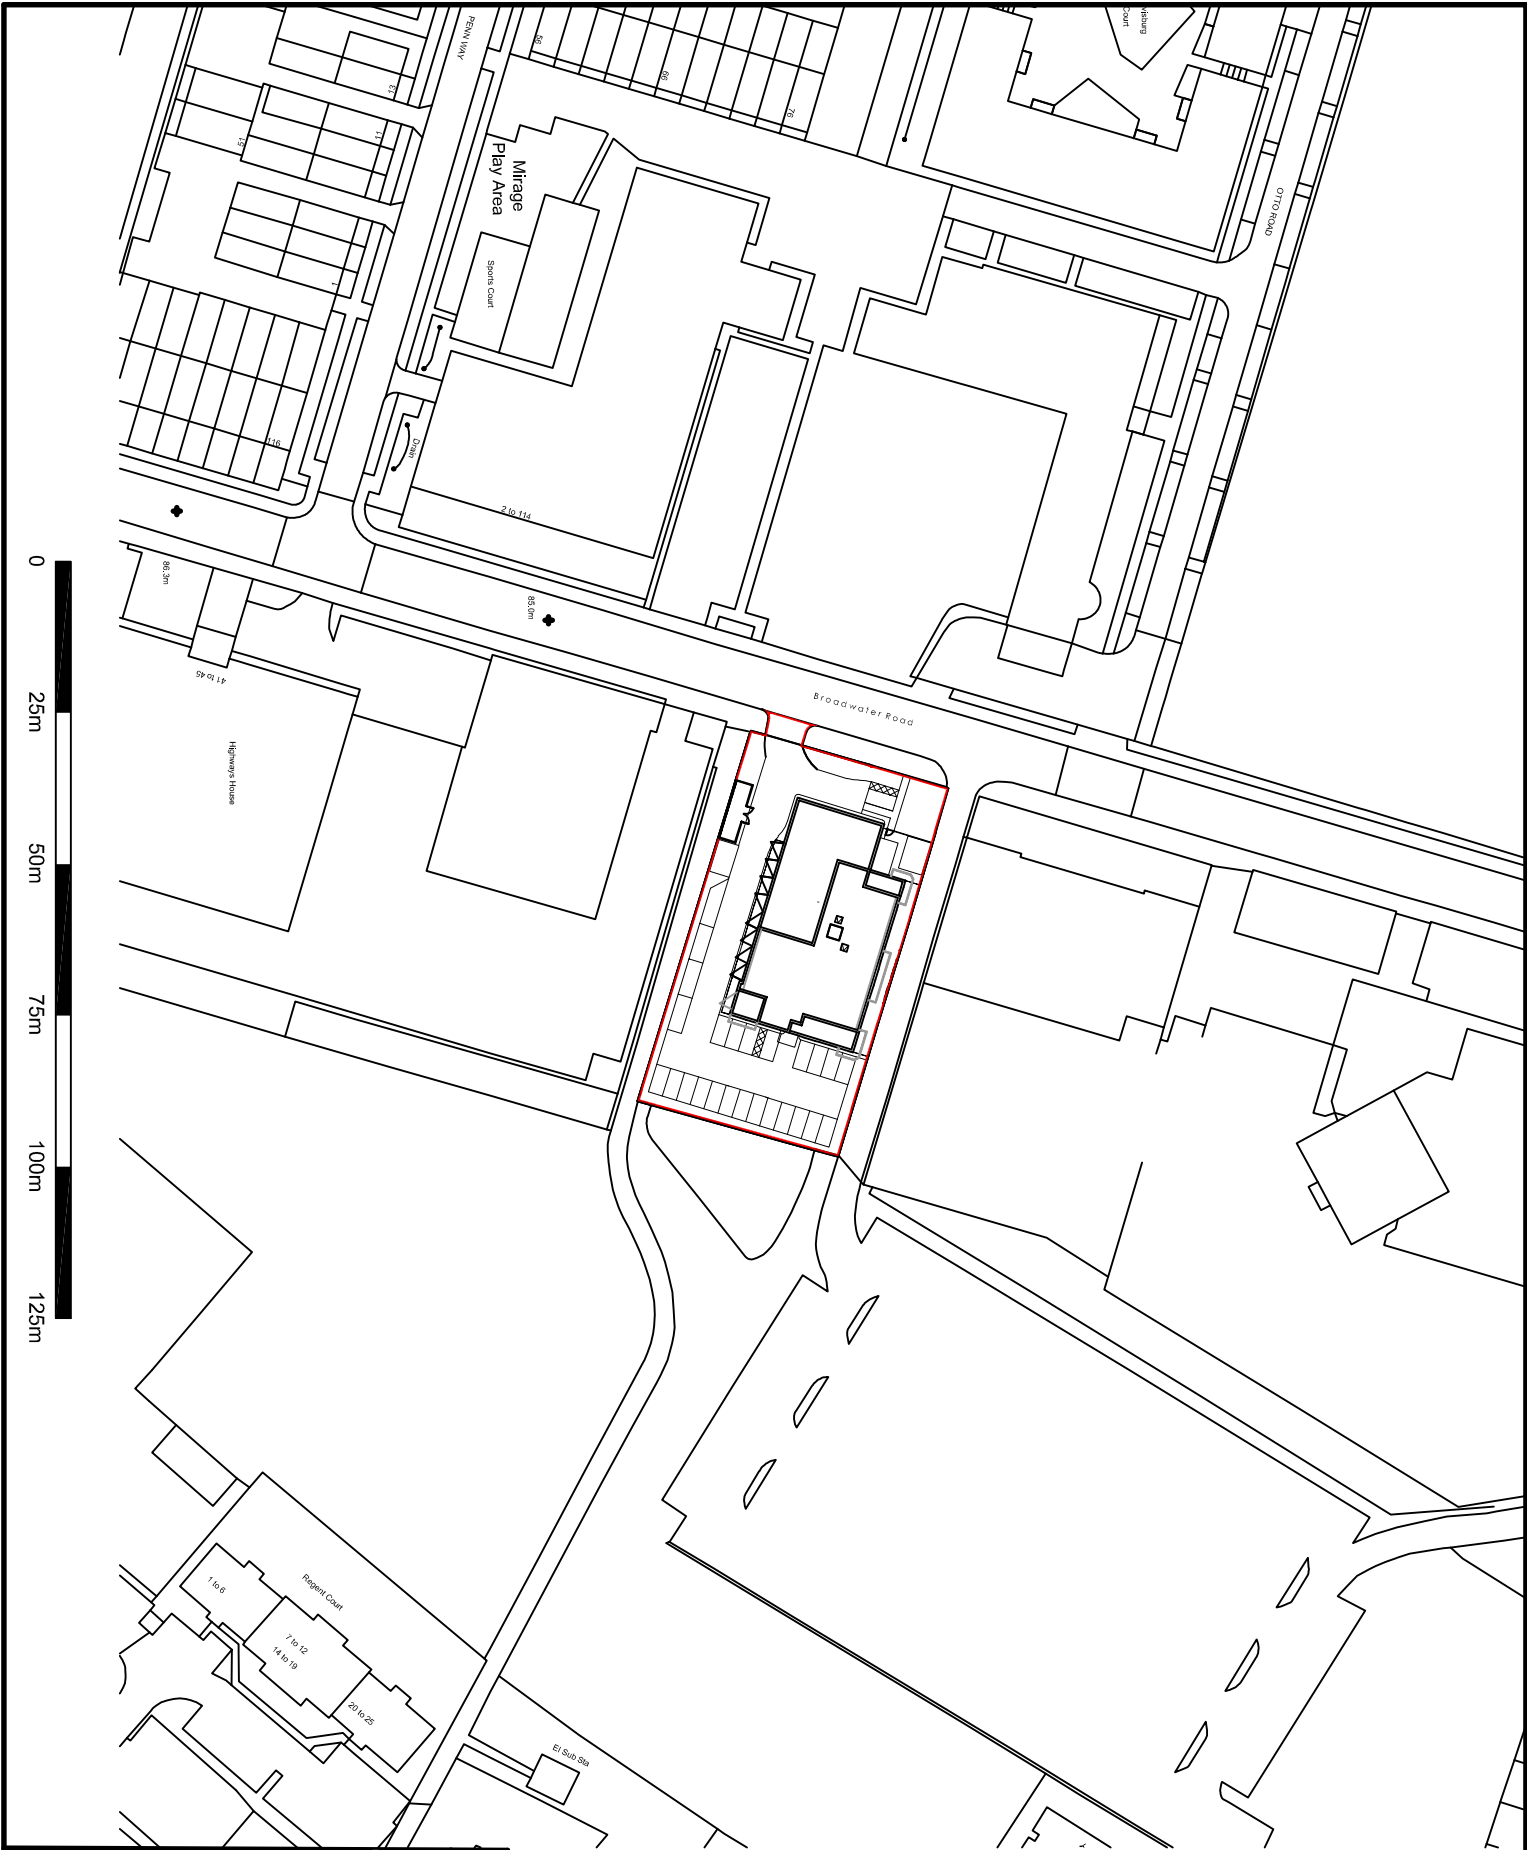 PENN WAY
56
66
76
visburg
Court
13
11
51
1
Mirage
Play Area
Sports Court
OTTO ROAD
116
Drain
2 to 114
86.3m
85.0m
41 to 45
Highways House
Broadwater Road
0
25m
50m
75m
100m
125m
Regent Court
1 to 6
7 to 12
14 to 19
20 to 25
El Sub Sta